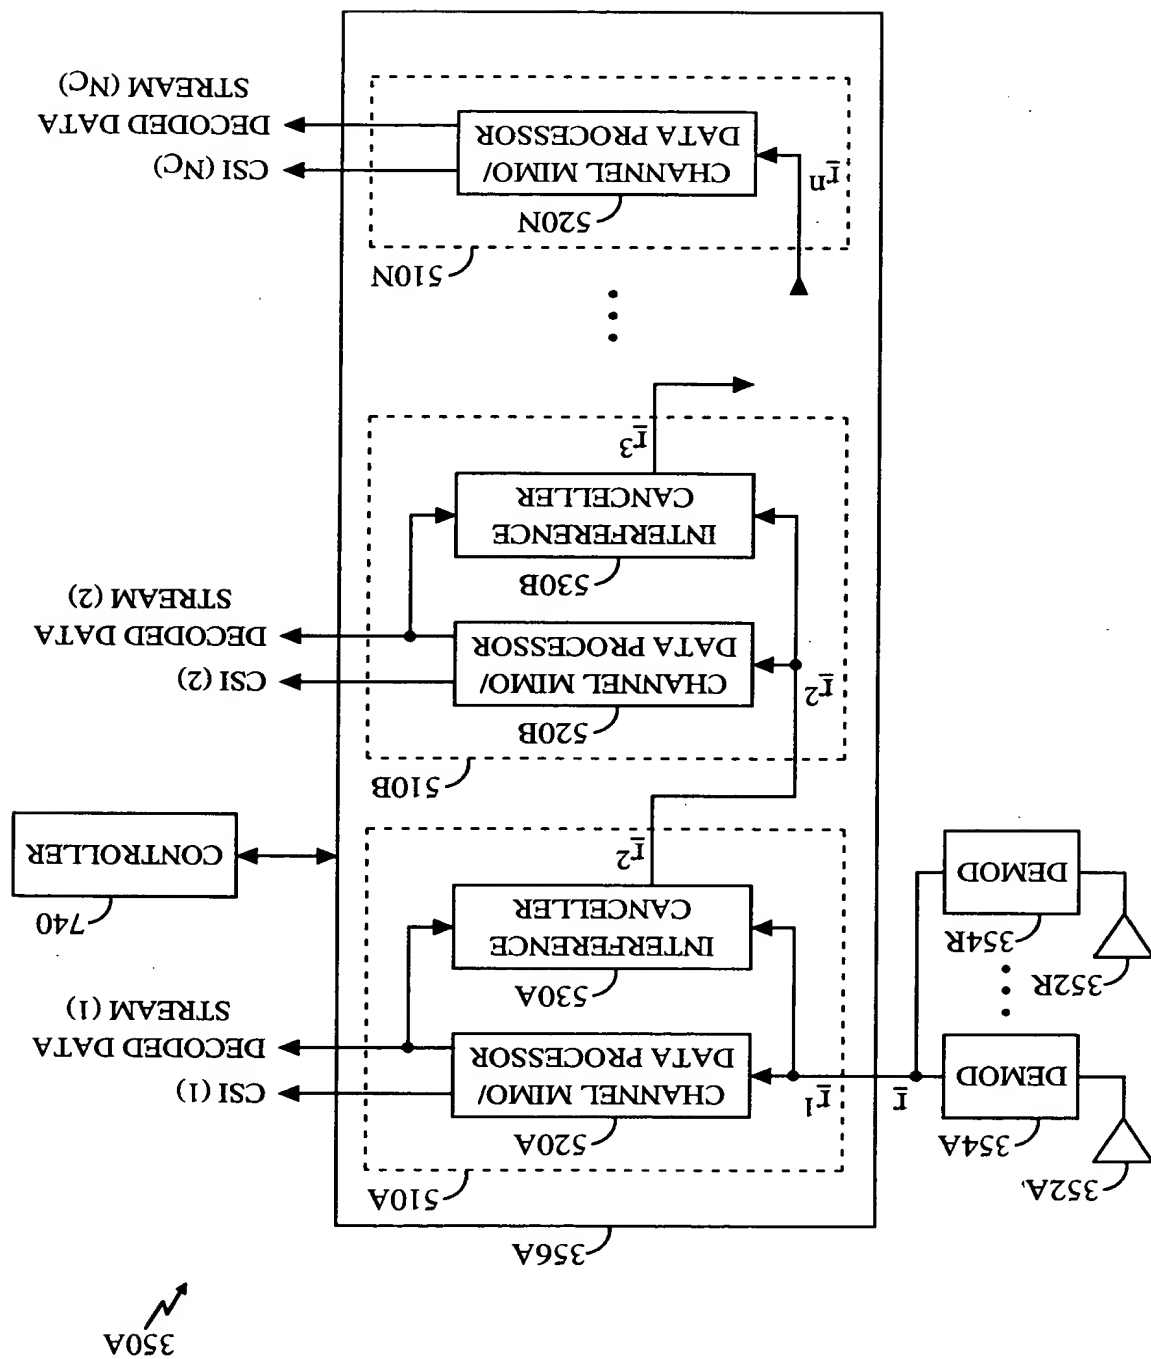 350A
356A
510A
352A,
354A
DEMOD
352R
354R
DEMOD
r̄
r̄¹
520A
CHANNEL MIMO/
DATA PROCESSOR
CSI (1)
DECODED DATA
STREAM (1)
530A
INTERFERENCE
CANCELLER
r̄²
740
CONTROLLER
510B
r̄²
520B
CHANNEL MIMO/
DATA PROCESSOR
CSI (2)
DECODED DATA
STREAM (2)
530B
INTERFERENCE
CANCELLER
r̄³
510N
r̄ⁿ
520N
CHANNEL MIMO/
DATA PROCESSOR
CSI (NC)
DECODED DATA
STREAM (NC)